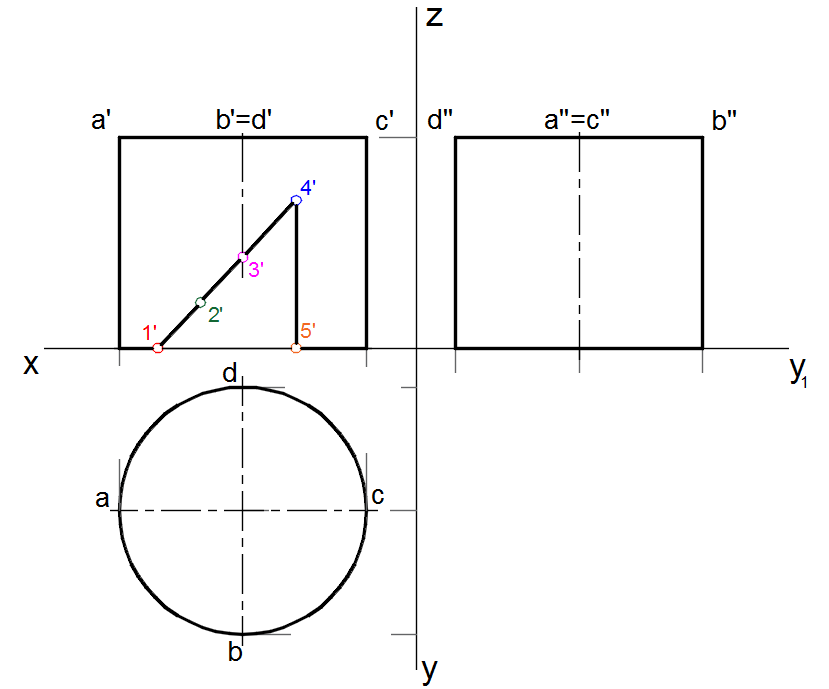 z
a' b'=d' c' d" a"=c" b"
4'
3'
2'
1' 5'
x y₁
d
a c
b y